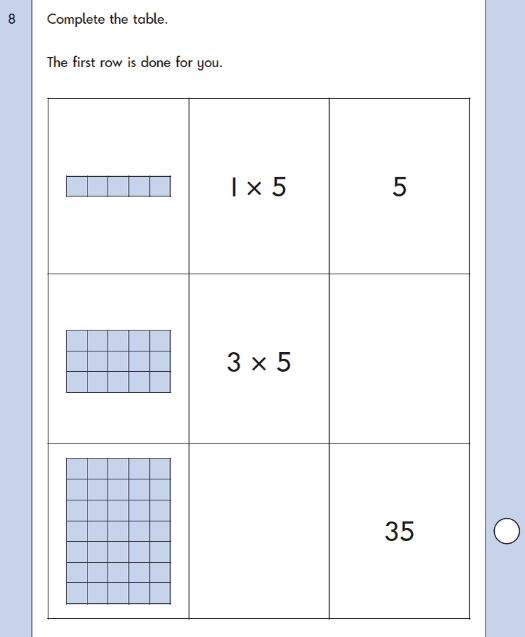 8 Complete the table.
The first row is done for you.
1 × 5 5
3 × 5
35